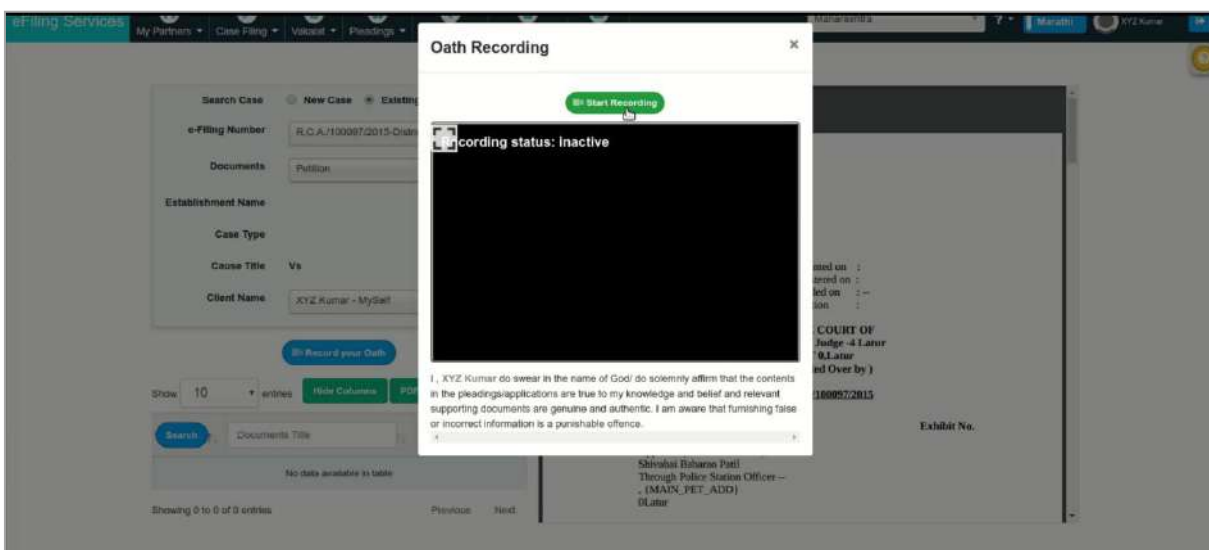 eFiling Services
My Partners Case Filing Vakalat Pleadings
Maharashtra
?
Marathi
XYZ Kumar
Oath Recording
×
Start Recording
Recording status: inactive
I , XYZ Kumar do swear in the name of God/ do solemnly affirm that the contents
in the pleadings/applications are true to my knowledge and belief and relevant
supporting documents are genuine and authentic. I am aware that furnishing false
or incorrect information is a punishable offence.
Search Case New Case Existing
e-Filing Number R.C.A./100097/2015-Distri
Documents Petition
Establishment Name
Case Type
Cause Title Vs
Client Name XYZ Kumar - MySelf
Record your Oath
Show 10 entries Hide Columns PDF
Search Documents Title
No data available in table
Showing 0 to 0 of 0 entries Previous Next
COURT OF
Judge -4 Latur
0,Latur
ed Over by )
/100097/2015
Exhibit No.
Shivabai Babarao Patil
Through Police Station Officer --
, {MAIN_PET_ADD}
0Latur